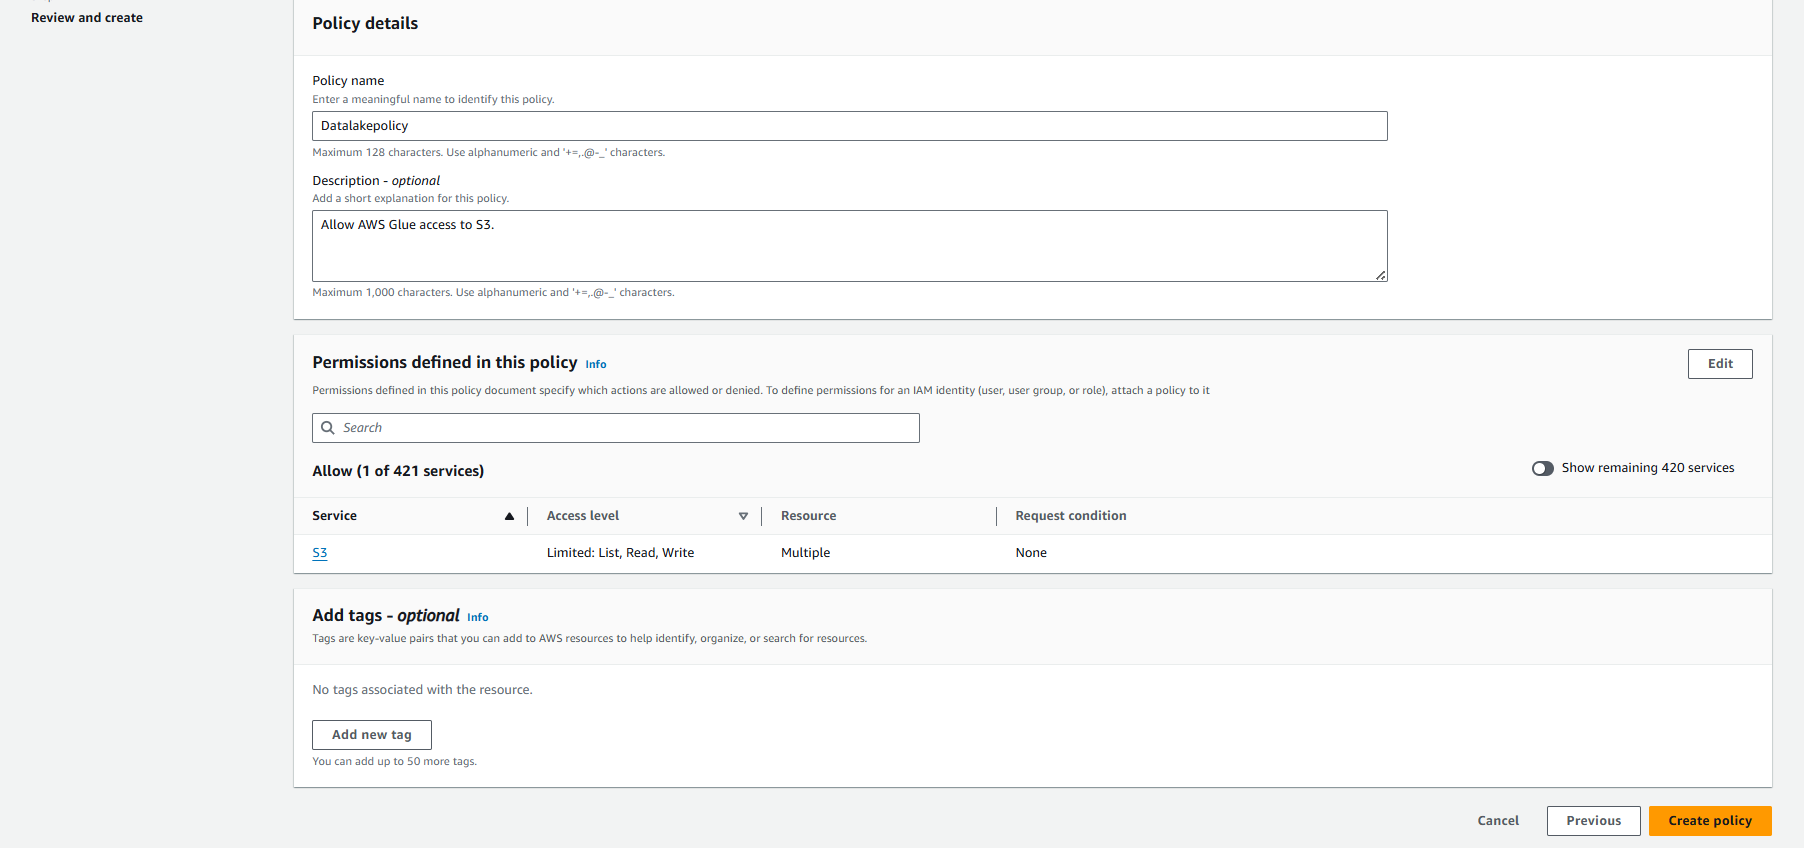 Review and create
Policy details
Policy name
Enter a meaningful name to identify this policy.
Datalakepolicy
Maximum 128 characters. Use alphanumeric and '+=,.@-_' characters.
Description - optional
Add a short explanation for this policy.
Allow AWS Glue access to S3.
Maximum 1,000 characters. Use alphanumeric and '+=,.@-_' characters.
Permissions defined in this policy Info
Edit
Permissions defined in this policy document specify which actions are allowed or denied. To define permissions for an IAM identity (user, user group, or role), attach a policy to it
Search
Allow (1 of 421 services)
Show remaining 420 services
Service Access level Resource Request condition
S3 Limited: List, Read, Write Multiple None
Add tags - optional Info
Tags are key-value pairs that you can add to AWS resources to help identify, organize, or search for resources.
No tags associated with the resource.
Add new tag
You can add up to 50 more tags.
Cancel Previous Create policy